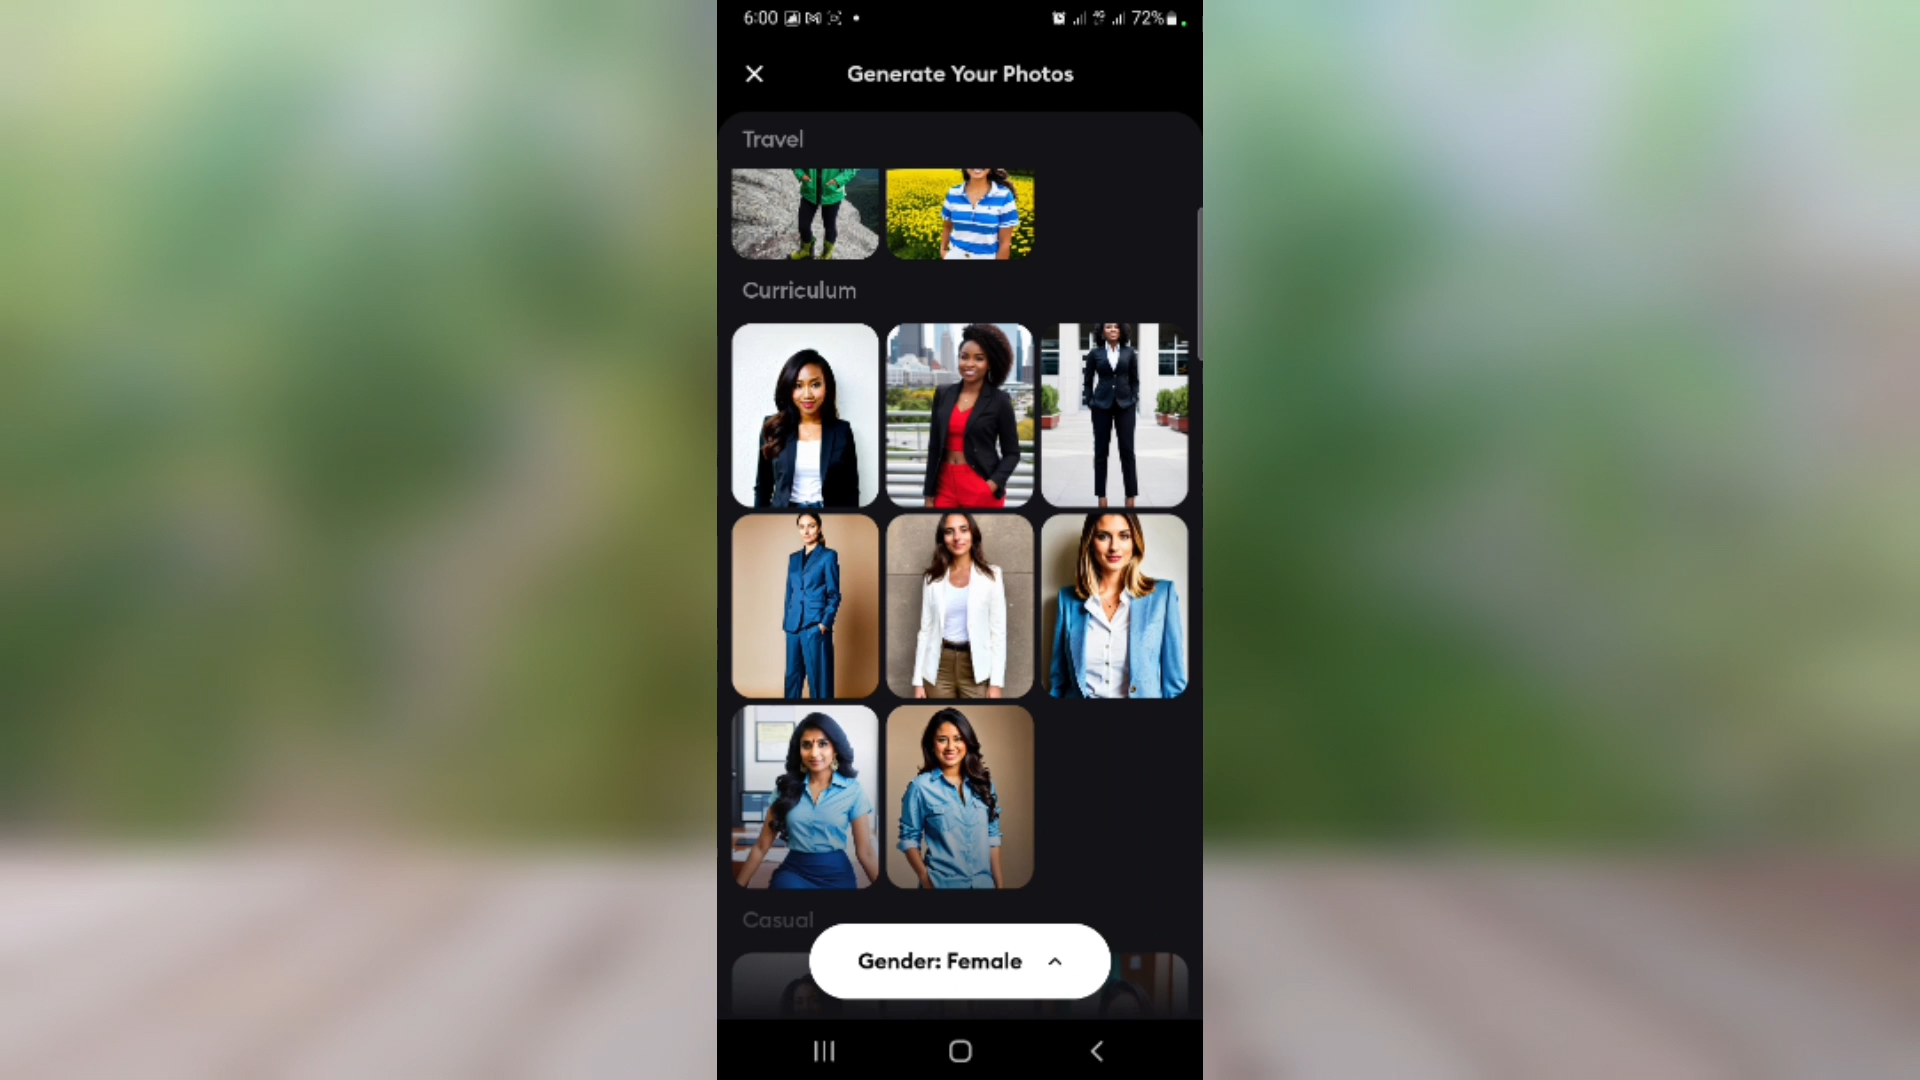 6:00
72%
Generate Your Photos
Travel
Curriculum
Casual
Gender: Female